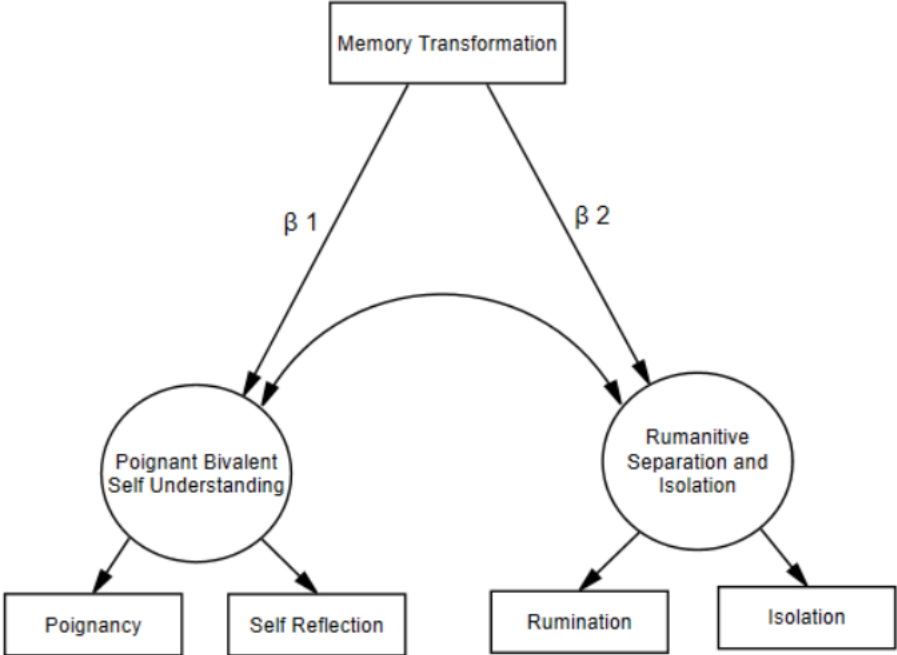 Memory Transformation
β 1
β 2
Poignant Bivalent
Self Understanding
Rumanitive
Separation and
Isolation
Poignancy
Self Reflection
Rumination
Isolation